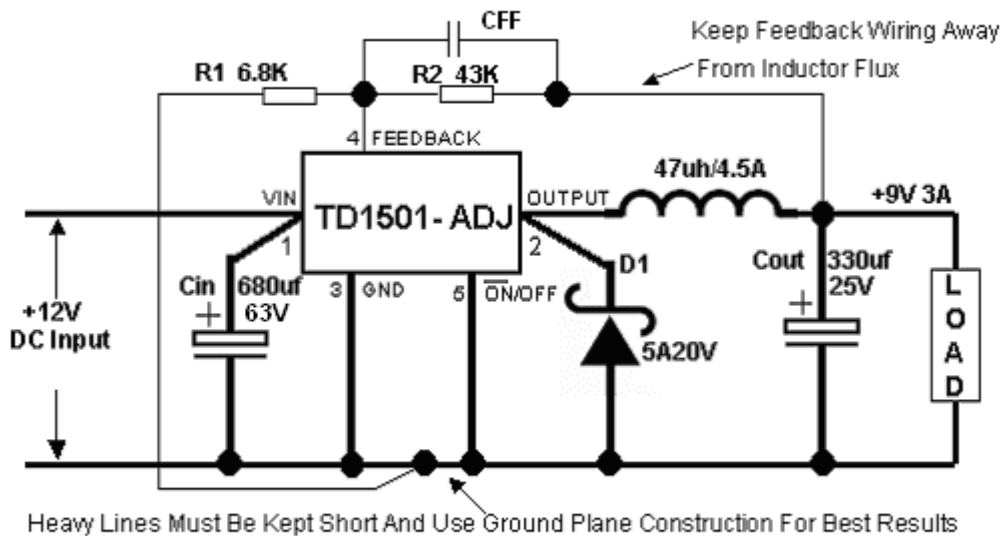 CFF
Keep Feedback Wiring Away
From Inductor Flux
R1 6.8K
R2 43K
4 FEEDBACK
47uh/4.5A
VIN
TD1501- ADJ
OUTPUT
+9V 3A
1
2
Cin
680uf
63V
+
3 GND
5 ON/OFF
D1
5A20V
Cout
330uf
25V
+
LOAD
+12V
DC Input
Heavy Lines Must Be Kept Short And Use Ground Plane Construction For Best Results